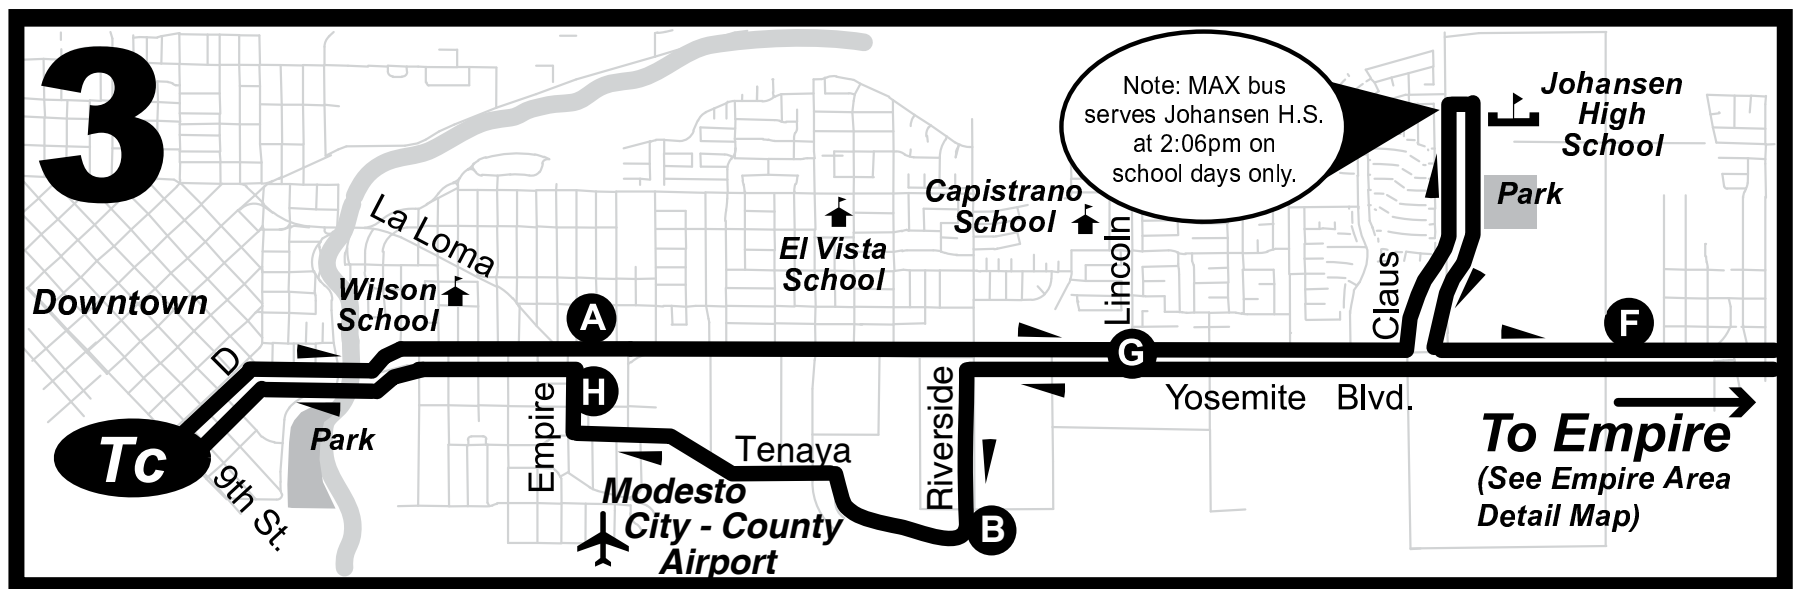 3
Note: MAX bus
serves Johansen H.S.
at 2:06pm on
school days only.
Johansen
High
School
Park
Capistrano
School
Lincoln
El Vista
School
La Loma
Wilson
School
Downtown
Claus
A
F
G
D
H
Empire
Riverside
Yosemite Blvd.
To Empire
(See Empire Area
Detail Map)
Park
Tc
9th St.
Tenaya
Modesto
City - County
Airport
B